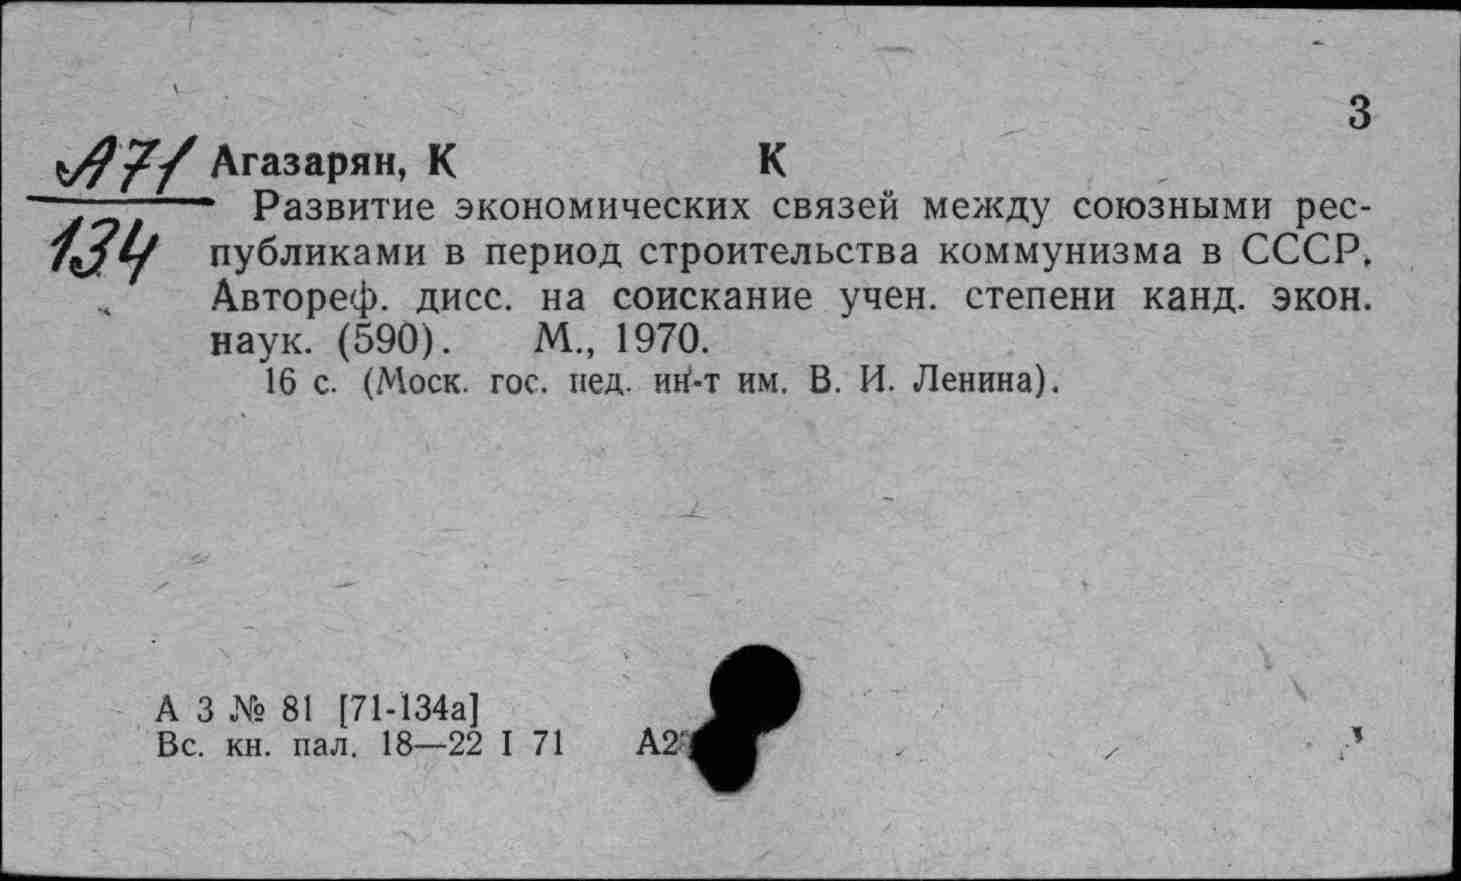 3
А71 Агазарян, К К
134
Развитие экономических связей между союзными рес-
публиками в период строительства коммунизма в СССР.
Автореф. дисс. на соискание учен. степени канд. экон.
наук. (590). М., 1970.
16 с. (Моск. гос. пед. ин-т им. В. И. Ленина).
А 3 № 81 [71-134а]
Вс. кн. пал. 18—22 I 71 А2